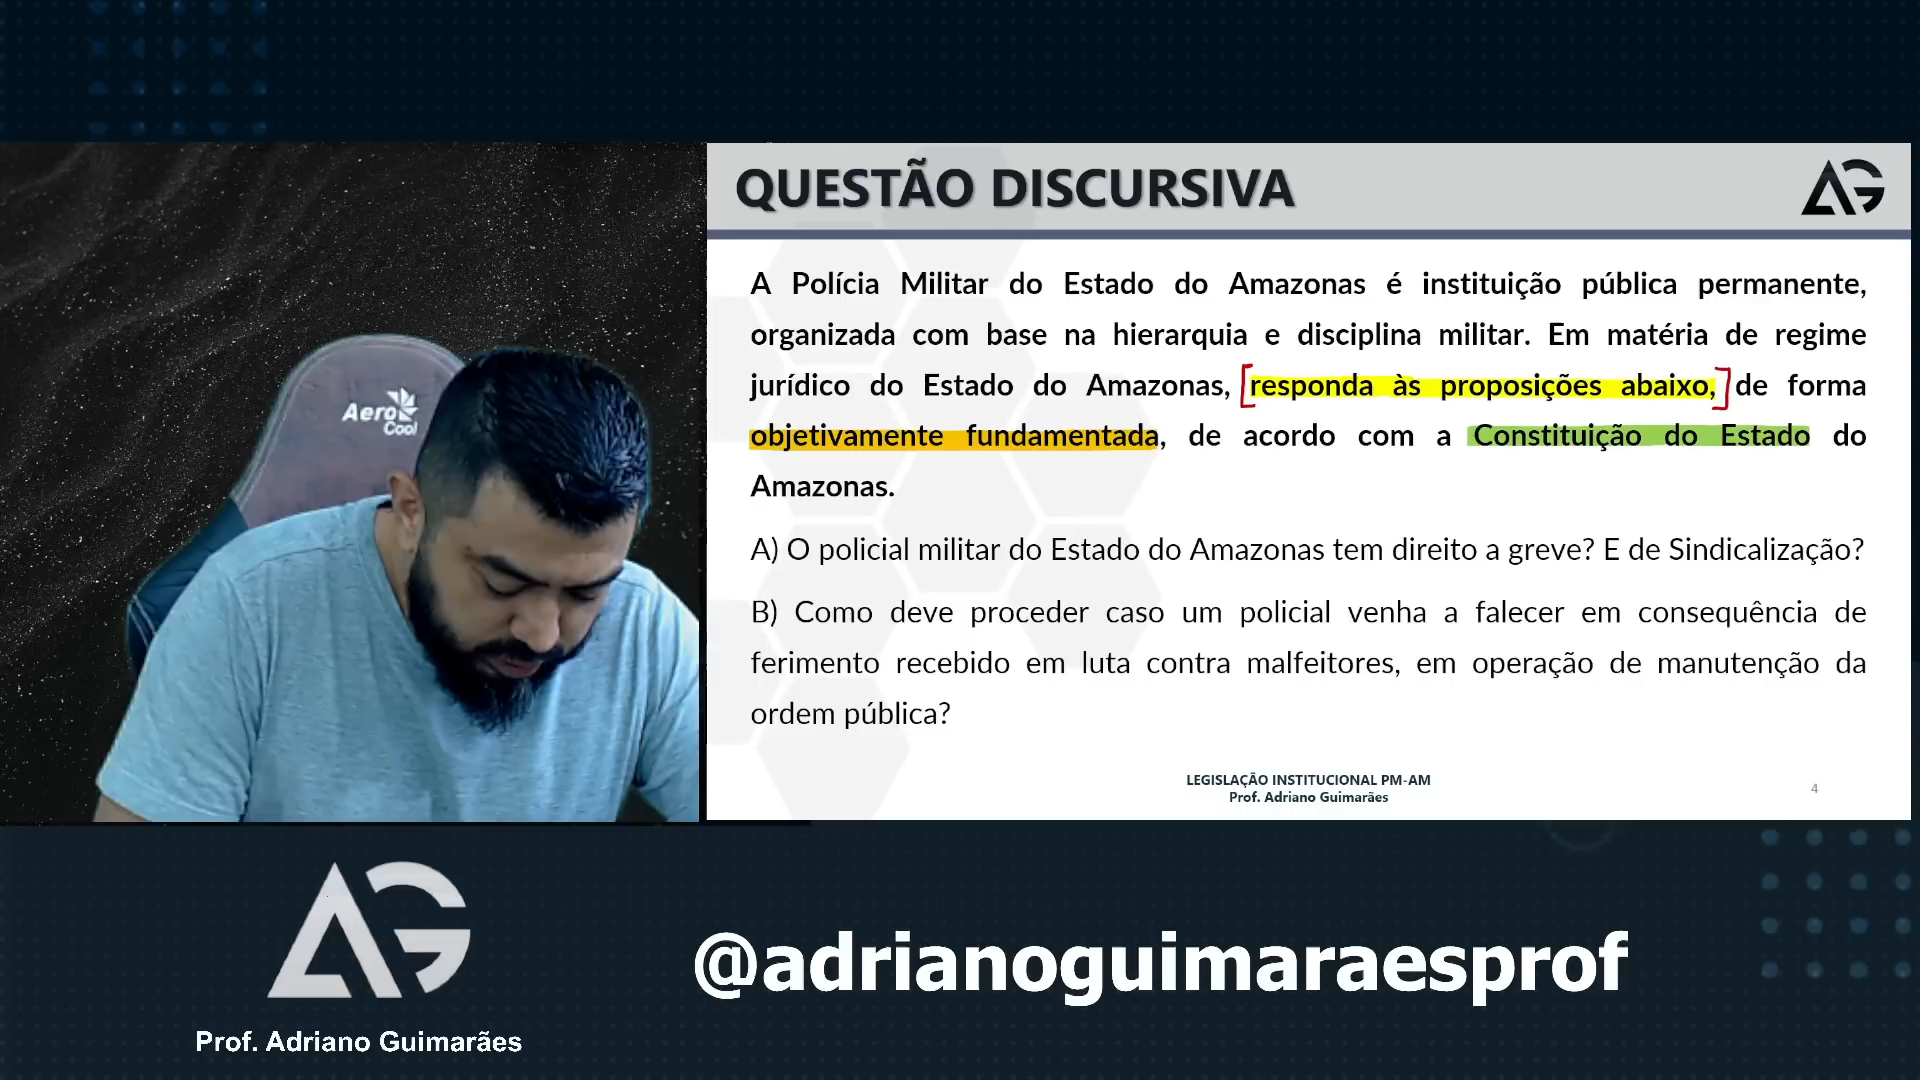 QUESTÃO DISCURSIVA
AG
A Polícia Militar do Estado do Amazonas é instituição pública permanente,
organizada com base na hierarquia e disciplina militar. Em matéria de regime
jurídico do Estado do Amazonas, responda às proposições abaixo, de forma
objetivamente fundamentada, de acordo com a Constituição do Estado do
Amazonas.
A) O policial militar do Estado do Amazonas tem direito a greve? E de Sindicalização?
B) Como deve proceder caso um policial venha a falecer em consequência de
ferimento recebido em luta contra malfeitores, em operação de manutenção da
ordem pública?
LEGISLAÇÃO INSTITUCIONAL PM-AM
Prof. Adriano Guimarães
4
Aero
Cool
AG
Prof. Adriano Guimarães
@adrianoguimaraesprof